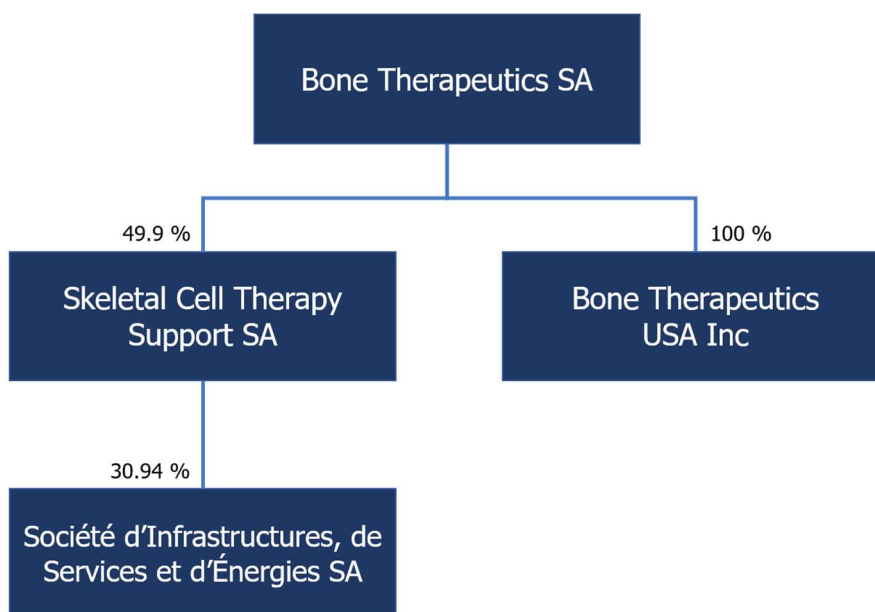 Bone Therapeutics SA
49.9 %
100 %
Skeletal Cell Therapy
Support SA
Bone Therapeutics
USA Inc
30.94 %
Société d’Infrastructures, de
Services et d’Énergies SA